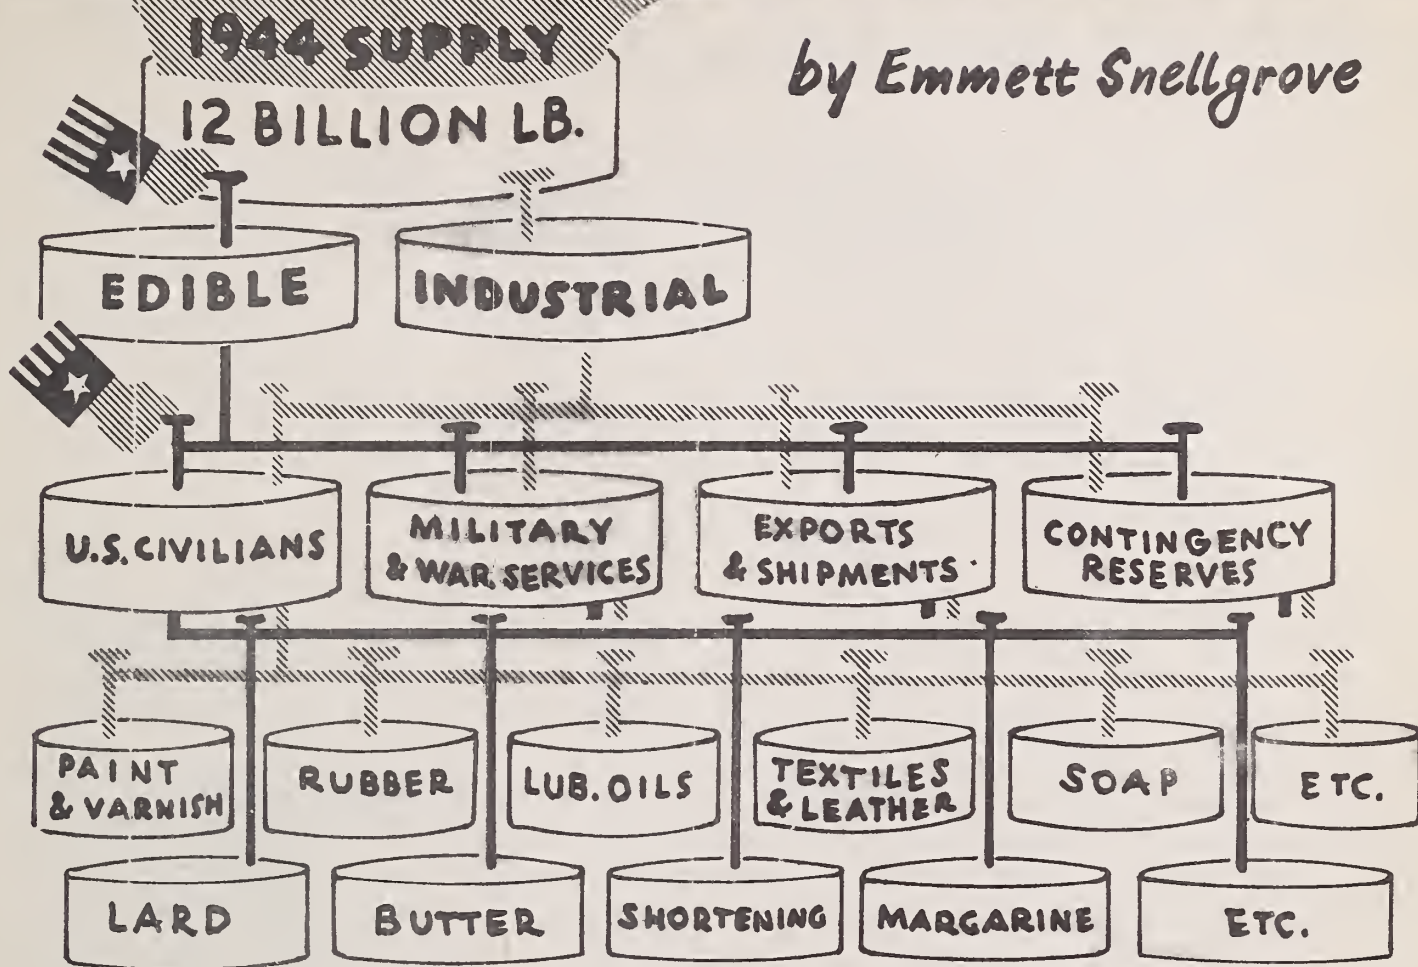 1944 SUPPLY
12 BILLION LB.
by Emmett Snellgrove
EDIBLE
INDUSTRIAL
U.S. CIVILIANS
MILITARY
& WAR. SERVICES
EXPORTS
& SHIPMENTS
CONTINGENCY
RESERVES
PAINT
& VARNISH
RUBBER
LUB. OILS
TEXTILES
& LEATHER
SOAP
ETC.
LARD
BUTTER
SHORTENING
MARGARINE
ETC.